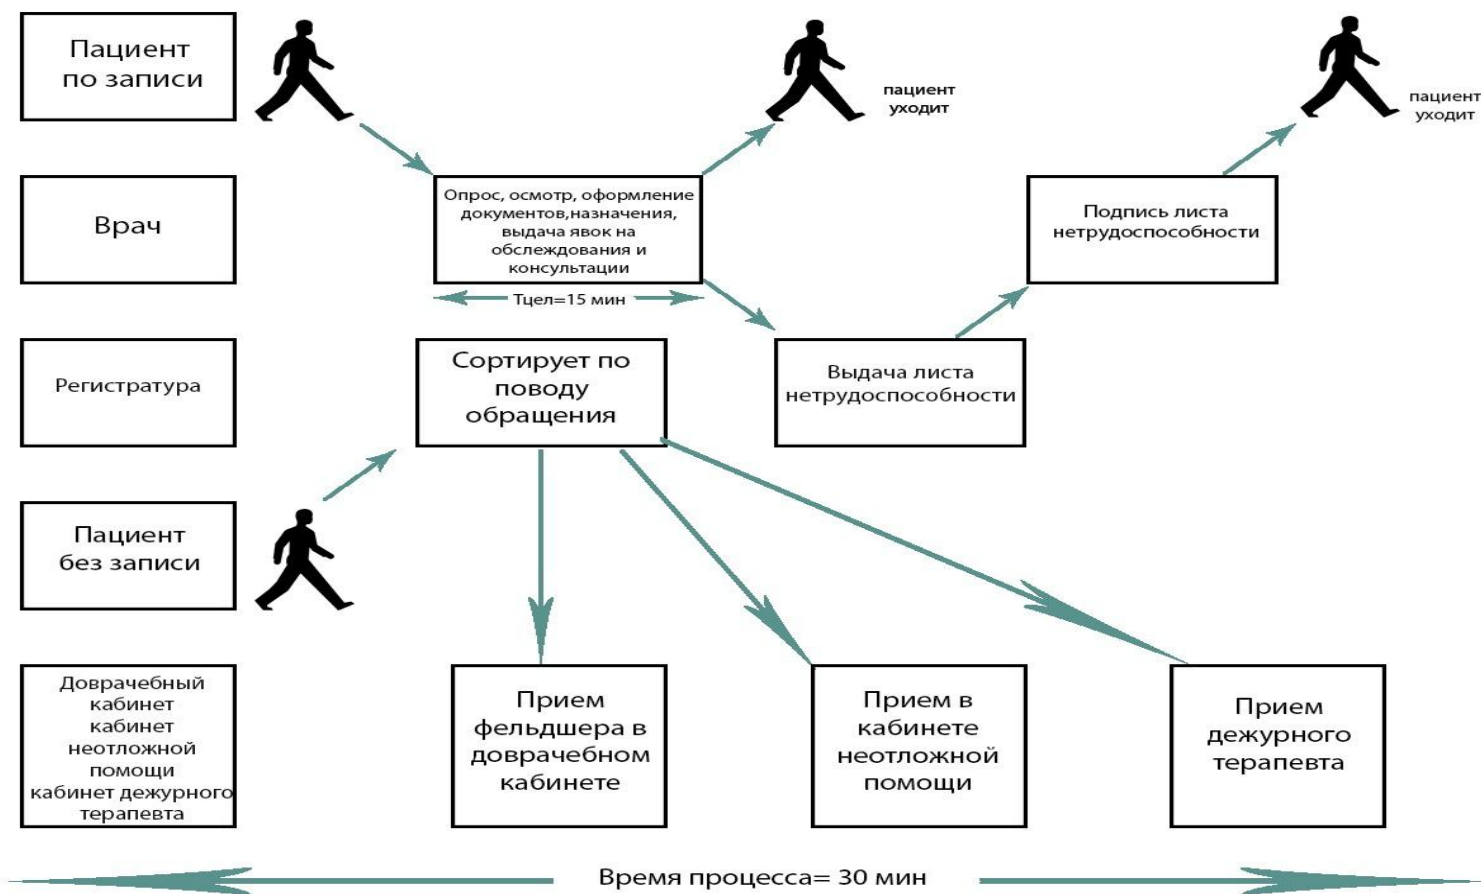 Пациент
по записи
пациент
уходит
пациент
уходит
Врач
Опрос, осмотр, оформление
документов,назначения,
выдача явок на
обслеждования и
консультации
Тцел=15 мин
Подпись листа
нетрудоспособности
Регистратура
Сортирует по
поводу
обращения
Выдача листа
нетрудоспособности
Пациент
без записи
Доврачебный
кабинет
кабинет
неотложной
помощи
кабинет дежурного
терапевта
Прием
фельдшера в
доврачебном
кабинете
Прием в
кабинете
неотложной
помощи
Прием
дежурного
терапевта
Время процесса= 30 мин